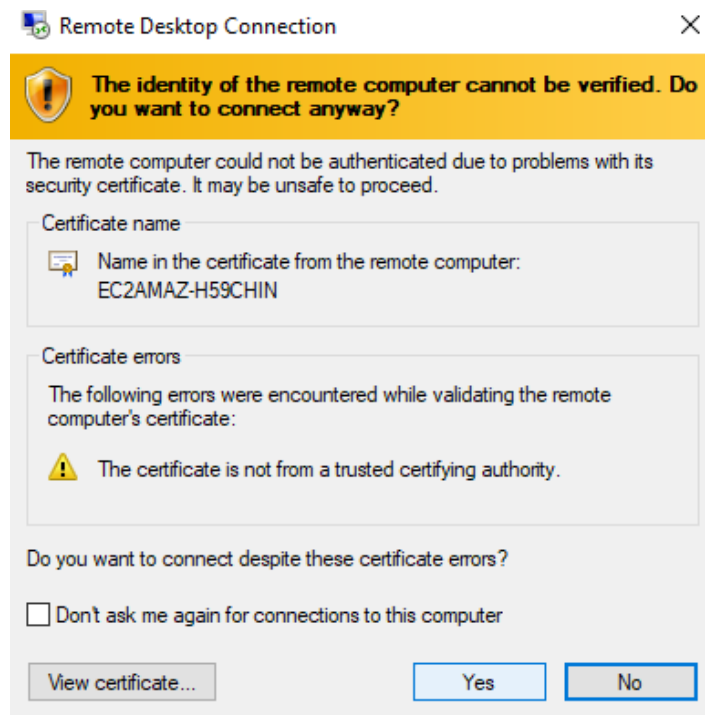 Remote Desktop Connection
The identity of the remote computer cannot be verified. Do
you want to connect anyway?
The remote computer could not be authenticated due to problems with its
security certificate. It may be unsafe to proceed.
Certificate name
Name in the certificate from the remote computer:
EC2AMAZ-H59CHIN
Certificate errors
The following errors were encountered while validating the remote
computer's certificate:
The certificate is not from a trusted certifying authority.
Do you want to connect despite these certificate errors?
Don't ask me again for connections to this computer
View certificate...
Yes
No